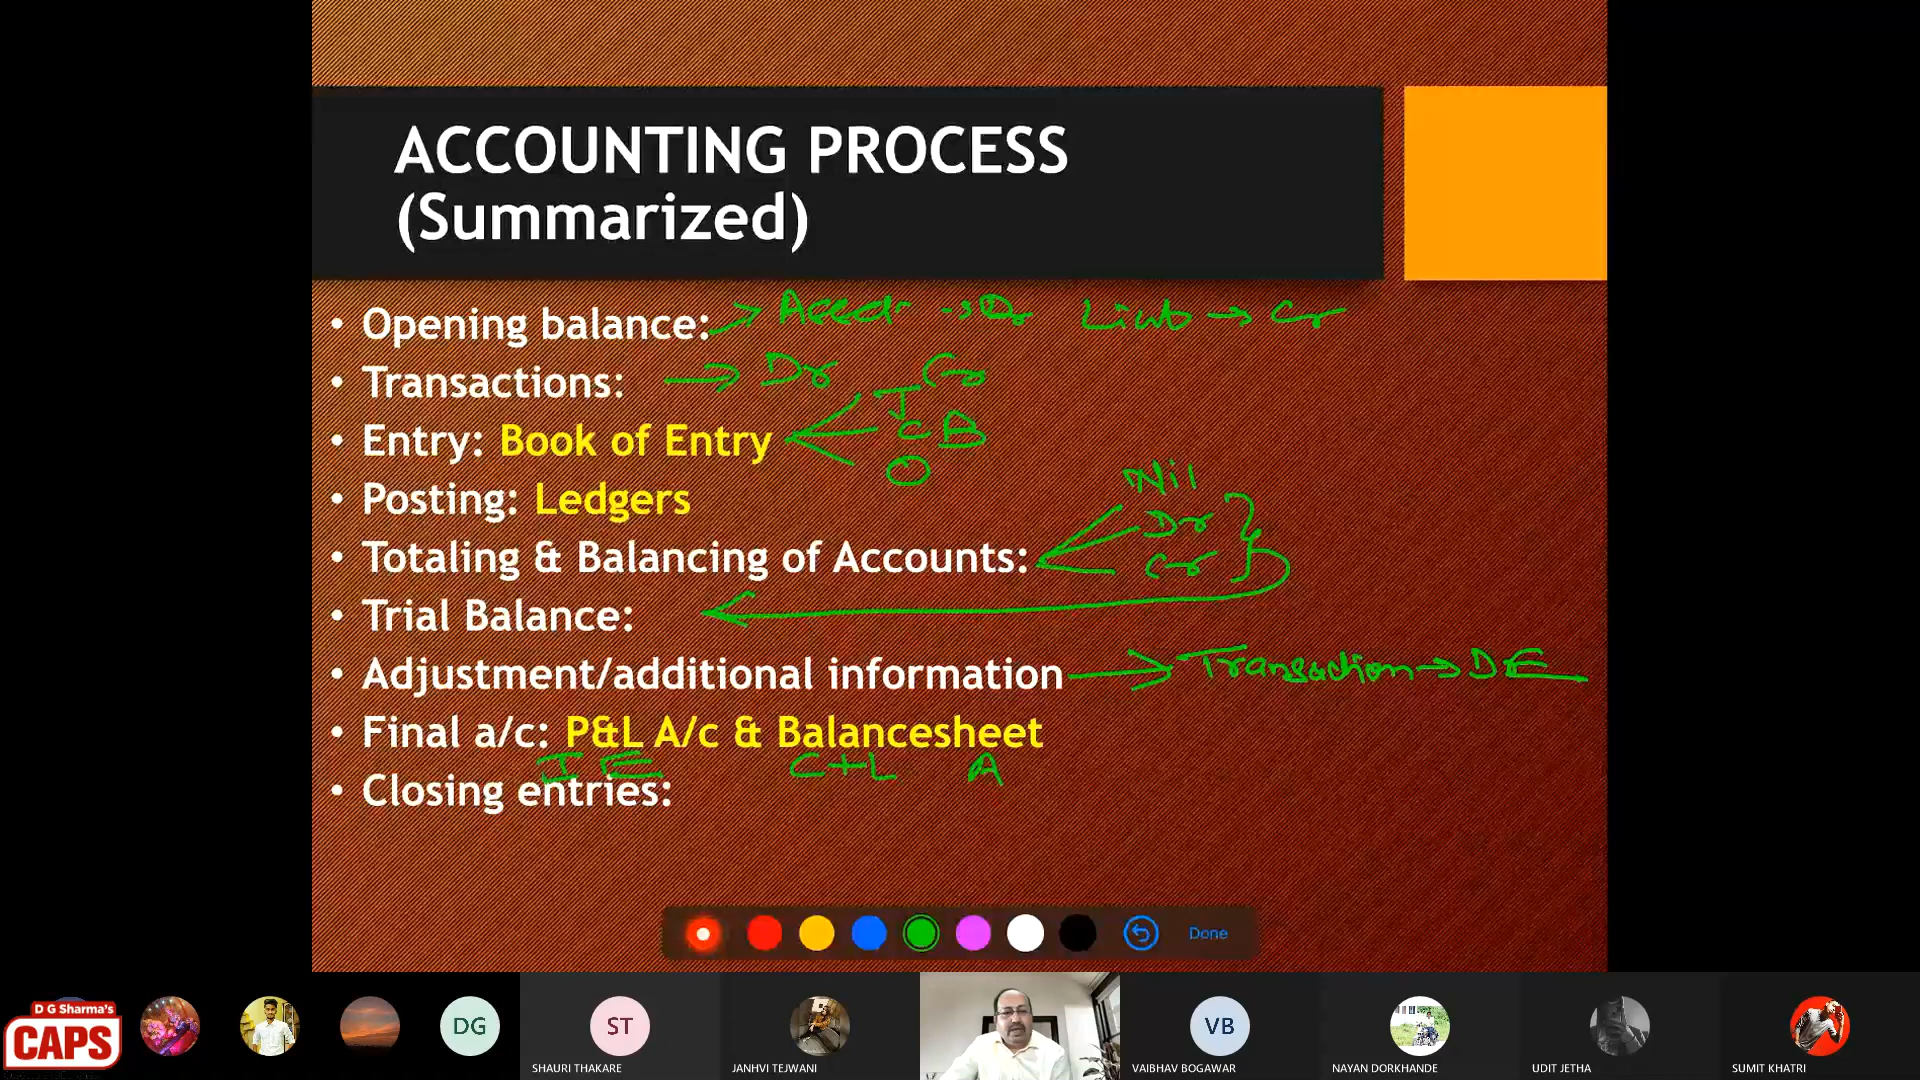 ACCOUNTING PROCESS
(Summarized)
• Opening balance: → Dr Liab → Cr
• Transactions: → Dr Cr
• Entry: Book of Entry J CB O
• Posting: Ledgers
• Totaling & Balancing of Accounts: Nil Dr Cr
• Trial Balance:
• Adjustment/additional information → Transaction → DE
• Final a/c: P&L A/c & Balancesheet
I E C+L A
• Closing entries:
Done
D G Sharma's
CAPS
DG
ST
VB
SHAURI THAKARE
JANHVI TEJWANI
VAIBHAV BOGAWAR
NAYAN DORKHANDE
UDIT JETHA
SUMIT KHATRI